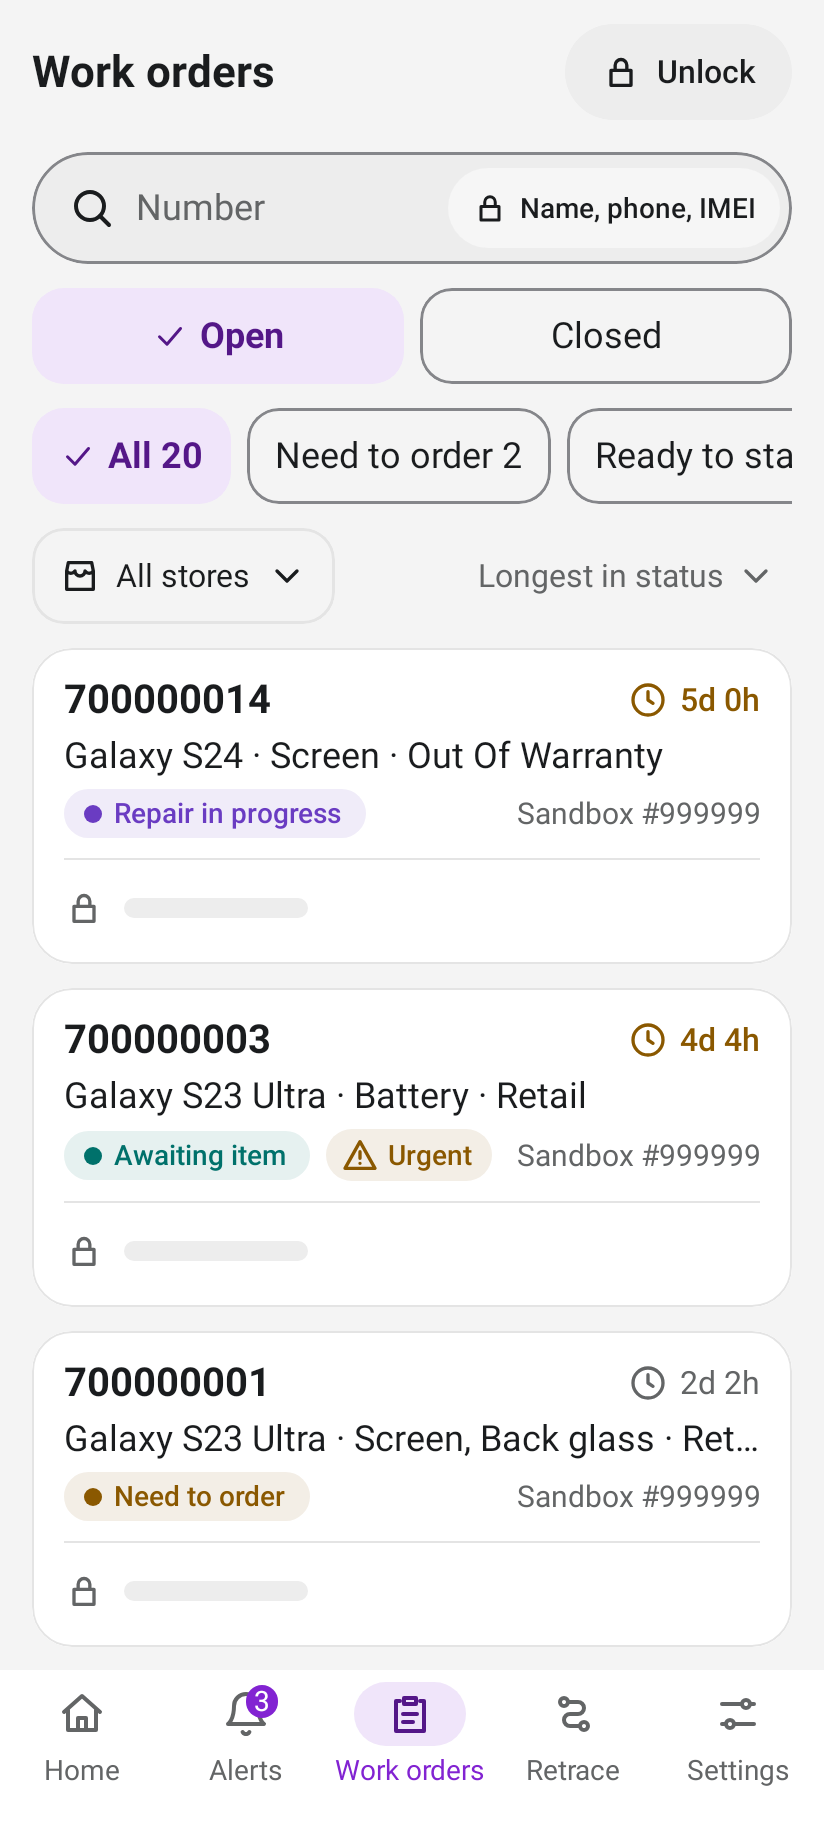 Work orders
Unlock
Number
Name, phone, IMEI
Open
Closed
All 20
Need to order 2
Ready to sta
All stores
Longest in status
700000014
5d 0h
Galaxy S24 · Screen · Out Of Warranty
Repair in progress
Sandbox #999999
700000003
4d 4h
Galaxy S23 Ultra · Battery · Retail
Awaiting item
Urgent
Sandbox #999999
700000001
2d 2h
Galaxy S23 Ultra · Screen, Back glass · Ret...
Need to order
Sandbox #999999
3
Home
Alerts
Work orders
Retrace
Settings